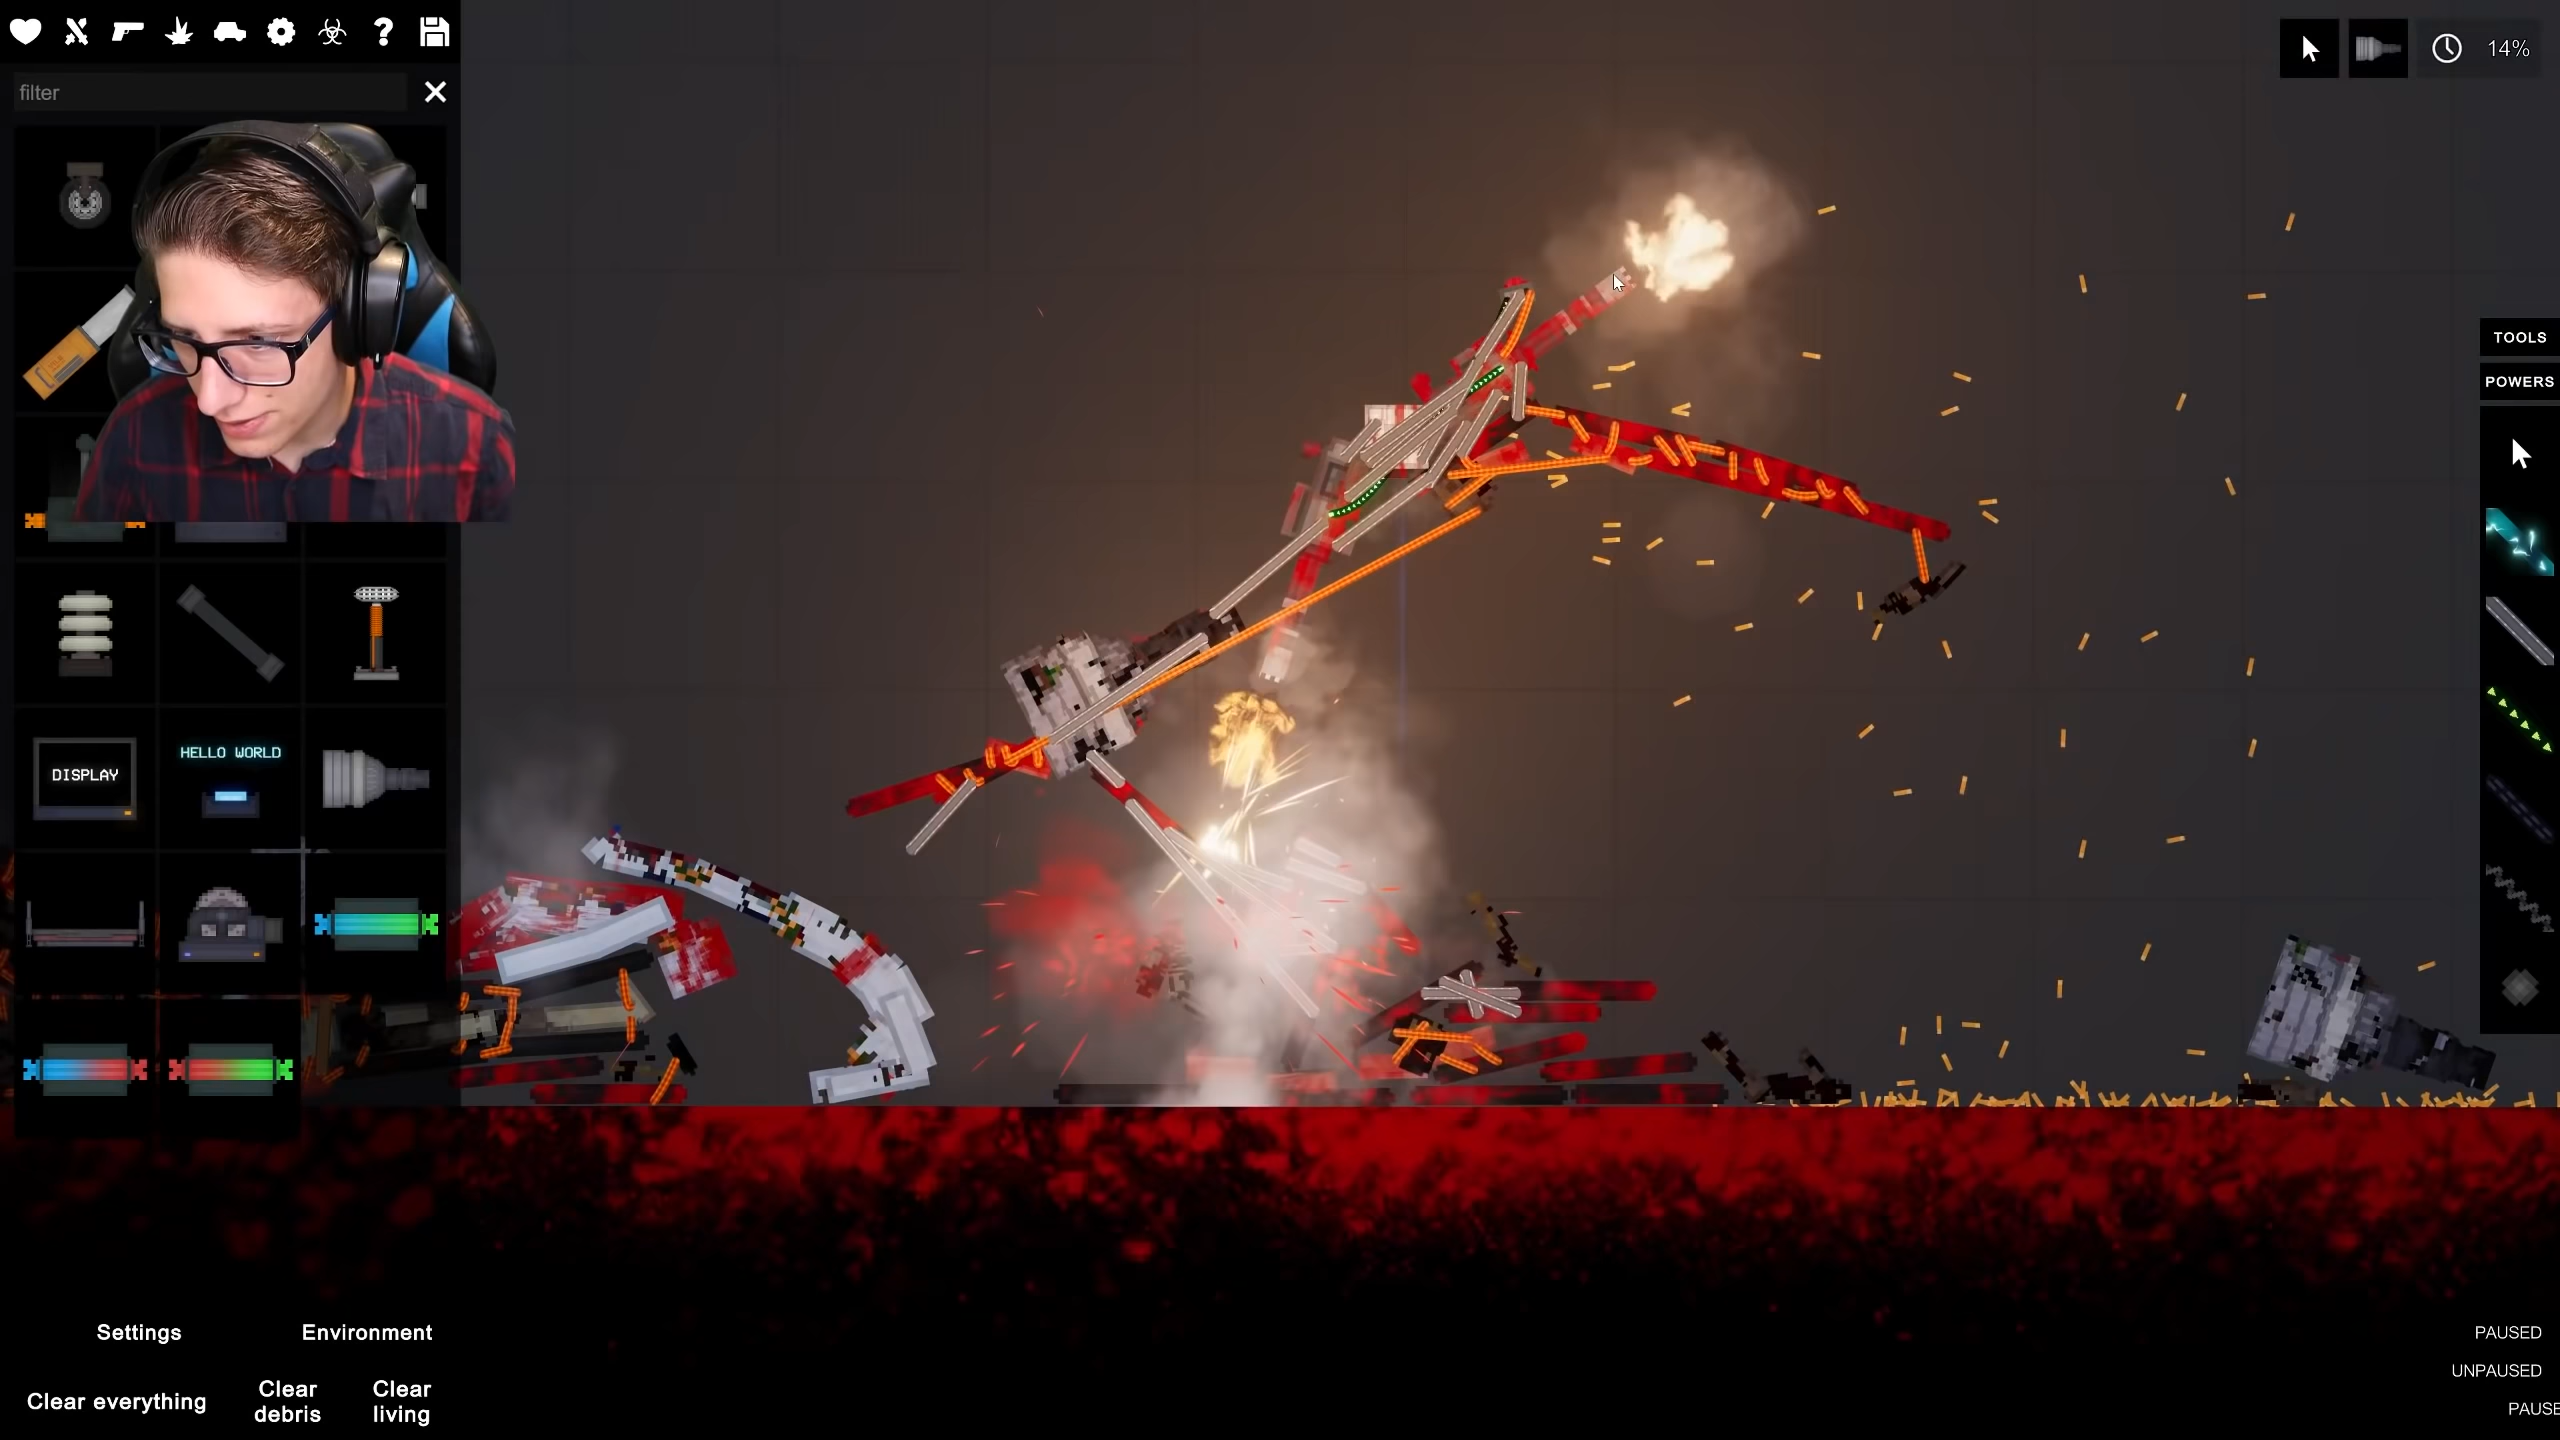 ?
filter
14%
TOOLS
POWERS
HELLO WORLD
DISPLAY
Settings
Environment
Clear everything
Clear
debris
Clear
living
PAUSED
UNPAUSED
PAUSE